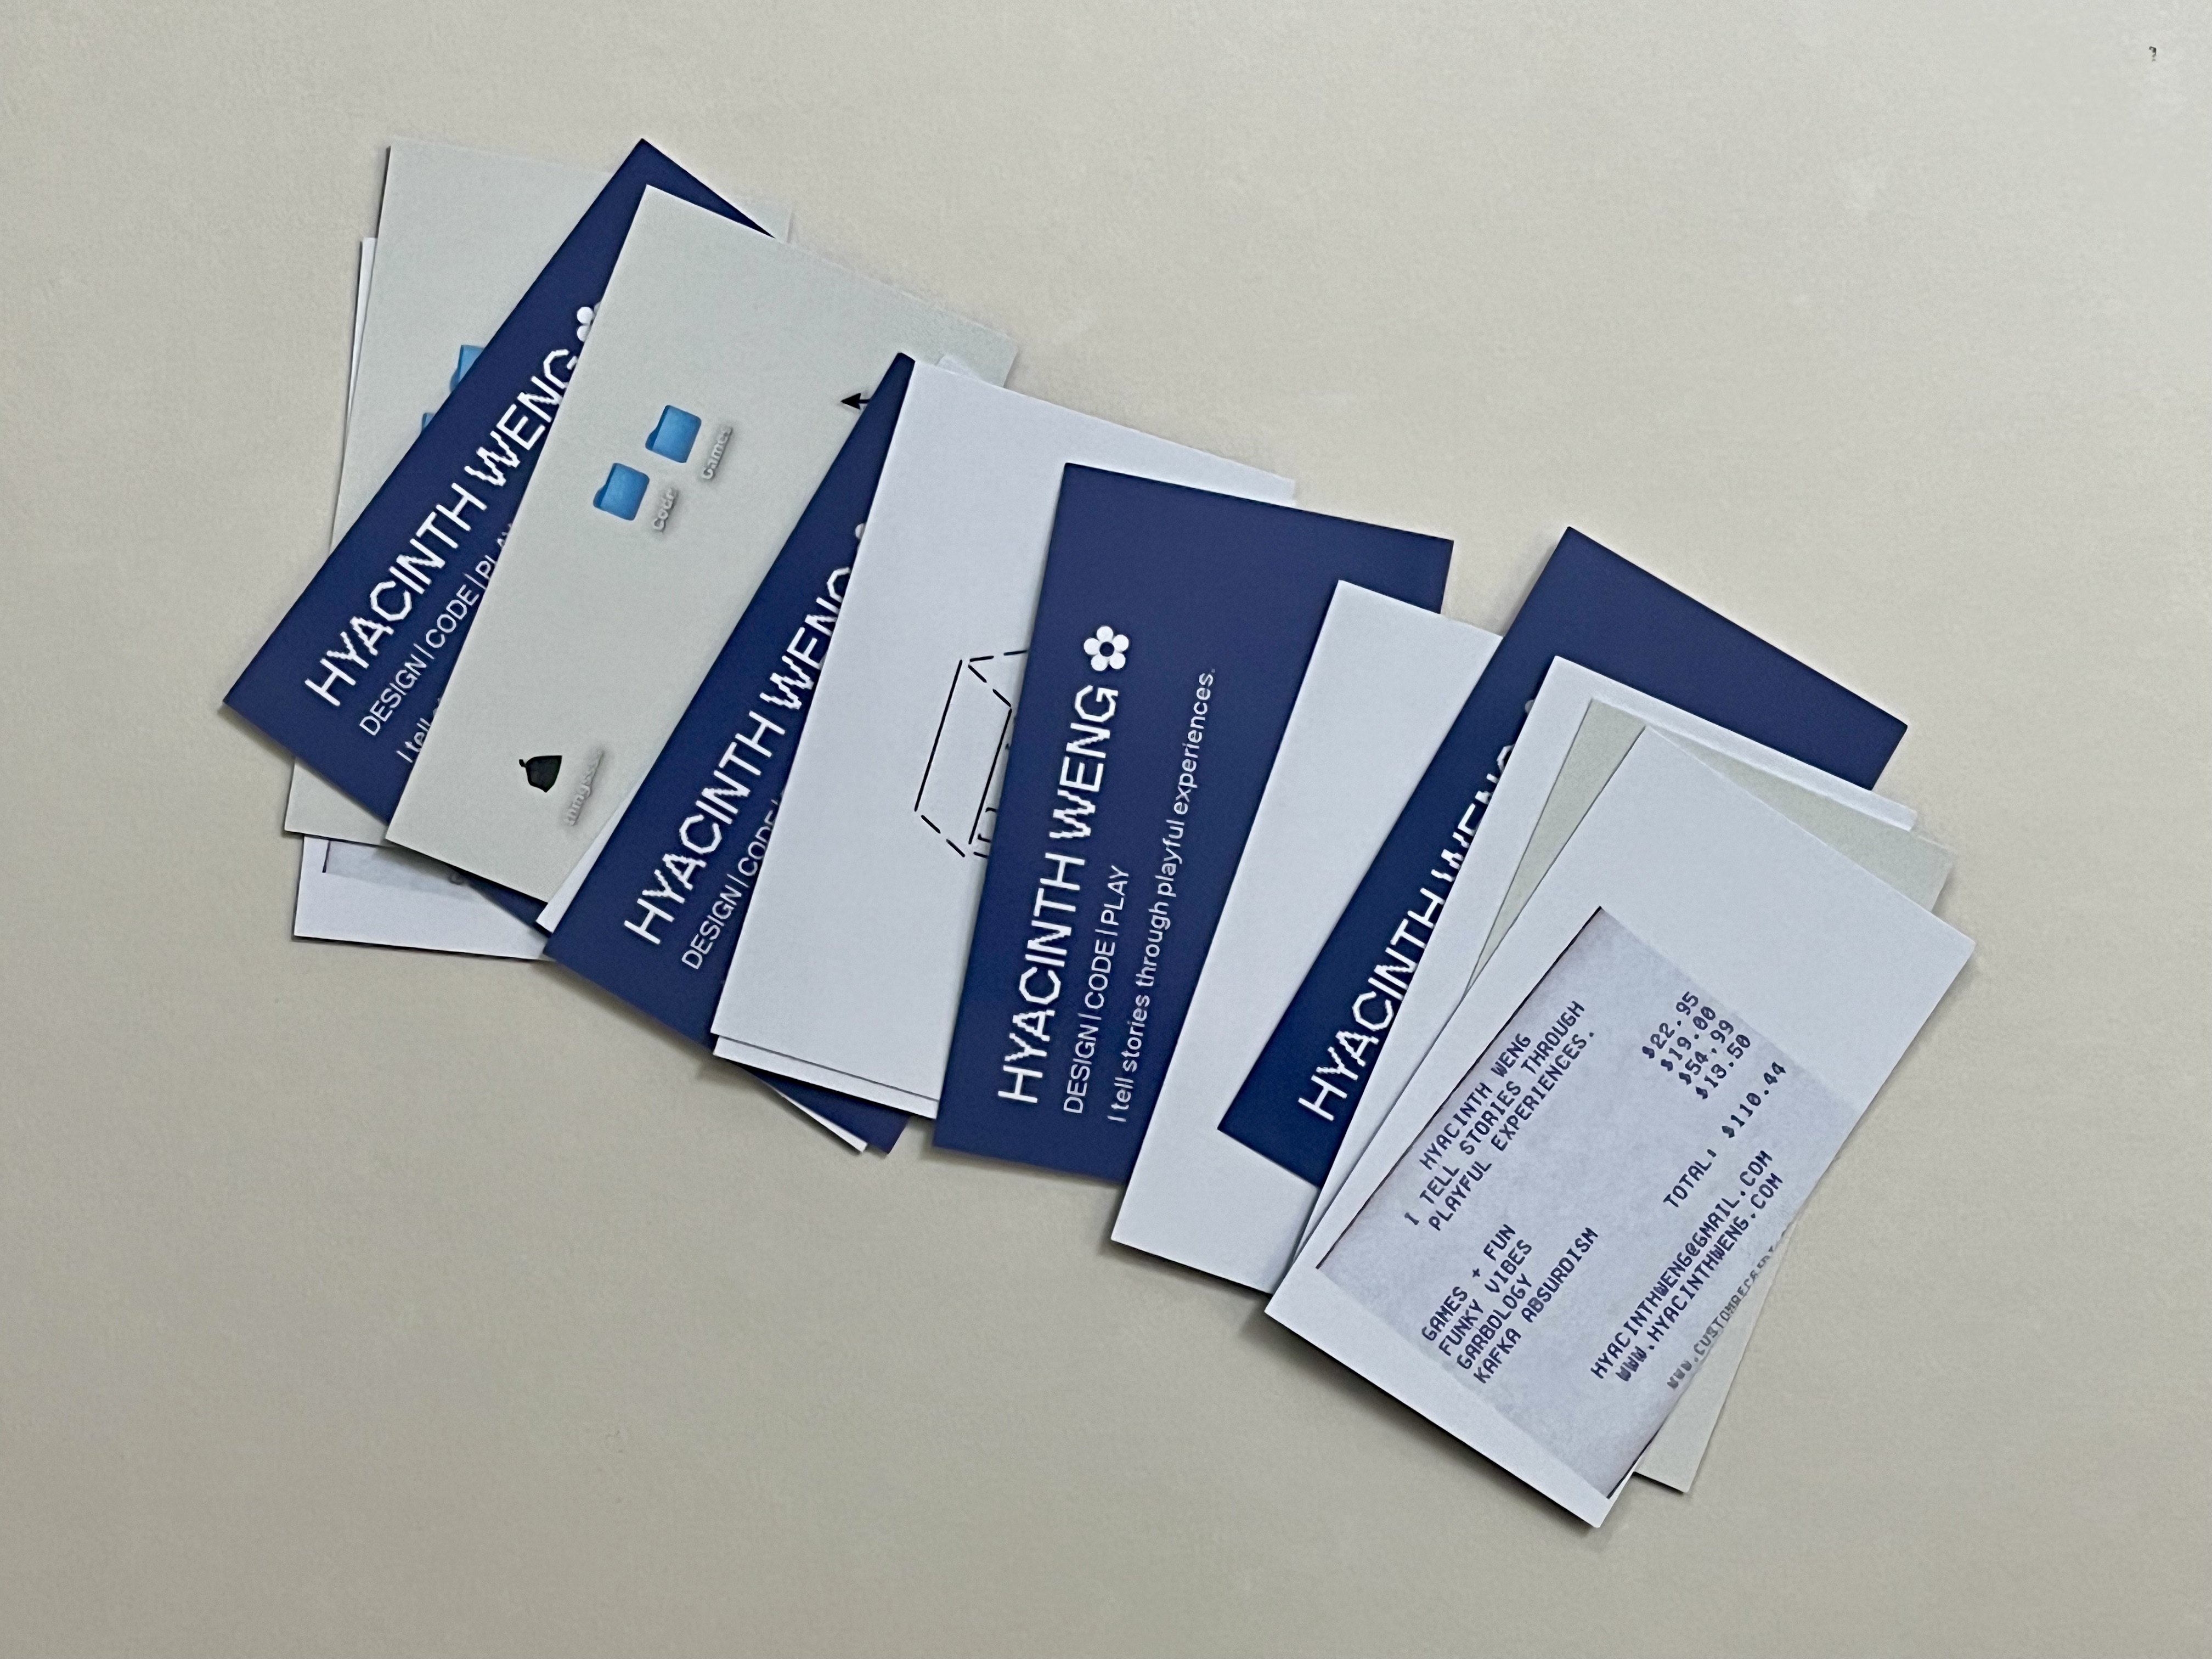 HYACINTH WENG
DESIGN | CODE | PLAY
I tell
Games
Code
HYACINTH WENG
DESIGN | CODE |
HYACINTH WENG
DESIGN | CODE | PLAY
I tell stories through playful experiences.
HYACINTH WENG
HYACINTH WENG
I TELL STORIES THROUGH
PLAYFUL EXPERIENCES.
GAMES + FUN $22.95
FUNKY VIBES $19.00
GARBOLOGY $54.99
KAFKA ABSURDISM $13.50
TOTAL: $110.44
HYACINTHWENG@GMAIL.COM
WWW.HYACINTHWENG.COM